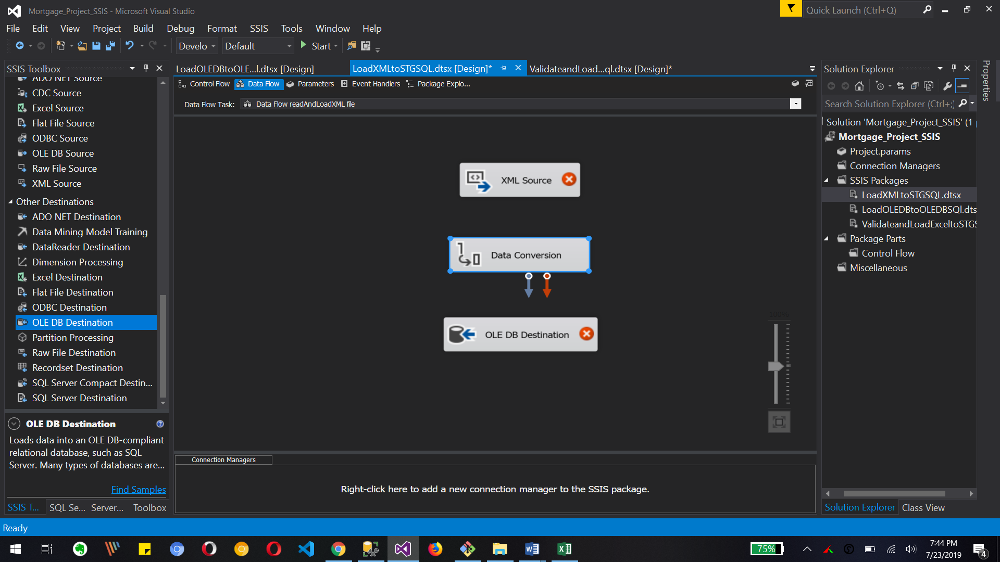 Mortgage_Project_SSIS - Microsoft Visual Studio
Quick Launch (Ctrl+Q)
File Edit View Project Build Debug Format SSIS Tools Window Help
Develo Default Start
SSIS Toolbox
ADO NET Source
CDC Source
Excel Source
Flat File Source
ODBC Source
OLE DB Source
Raw File Source
XML Source
Other Destinations
ADO NET Destination
Data Mining Model Training
DataReader Destination
Dimension Processing
Excel Destination
Flat File Destination
ODBC Destination
OLE DB Destination
Partition Processing
Raw File Destination
Recordset Destination
SQL Server Compact Destin...
SQL Server Destination
OLE DB Destination
Loads data into an OLE DB-compliant
relational database, such as SQL
Server. Many types of databases are...
Find Samples
SSIS T... SQL Se... Server... Toolbox
LoadOLEDBtoOLE...l.dtsx [Design] LoadXMLtoSTGSQL.dtsx [Design]* ValidateandLoad...ql.dtsx [Design]*
Control Flow Data Flow Parameters Event Handlers Package Explo...
Data Flow Task: Data Flow readAndLoadXML file
XML Source
Data Conversion
OLE DB Destination
100%
Connection Managers
Right-click here to add a new connection manager to the SSIS package.
Solution Explorer
Search Solution Explorer (Ctrl+;)
Solution 'Mortgage_Project_SSIS' (1
Mortgage_Project_SSIS
Project.params
Connection Managers
SSIS Packages
LoadXMLtoSTGSQL.dtsx
LoadOLEDBtoOLEDBSQl.dts
ValidateandLoadExceltoSTGS
Package Parts
Control Flow
Miscellaneous
Solution Explorer Class View
Properties
Ready
75%
7:44 PM
7/23/2019
4